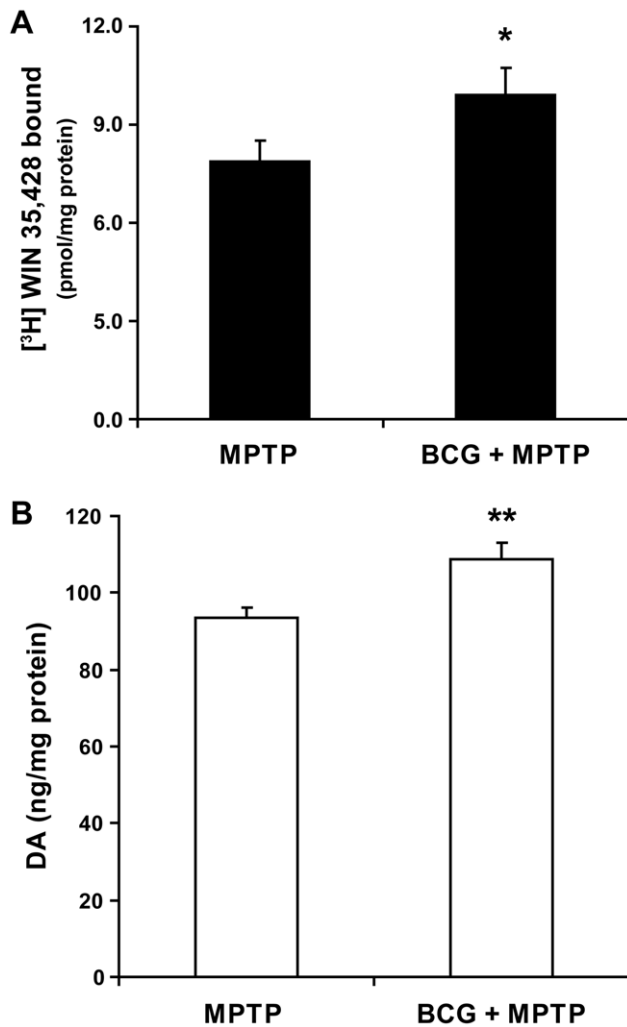 A
12.0
*
9.0
6.0
5.0
0.0
[³H] WIN 35,428 bound
(pmol/mg protein)
MPTP
BCG + MPTP
B
120
**
100
80
60
40
20
0
DA (ng/mg protein)
MPTP
BCG + MPTP